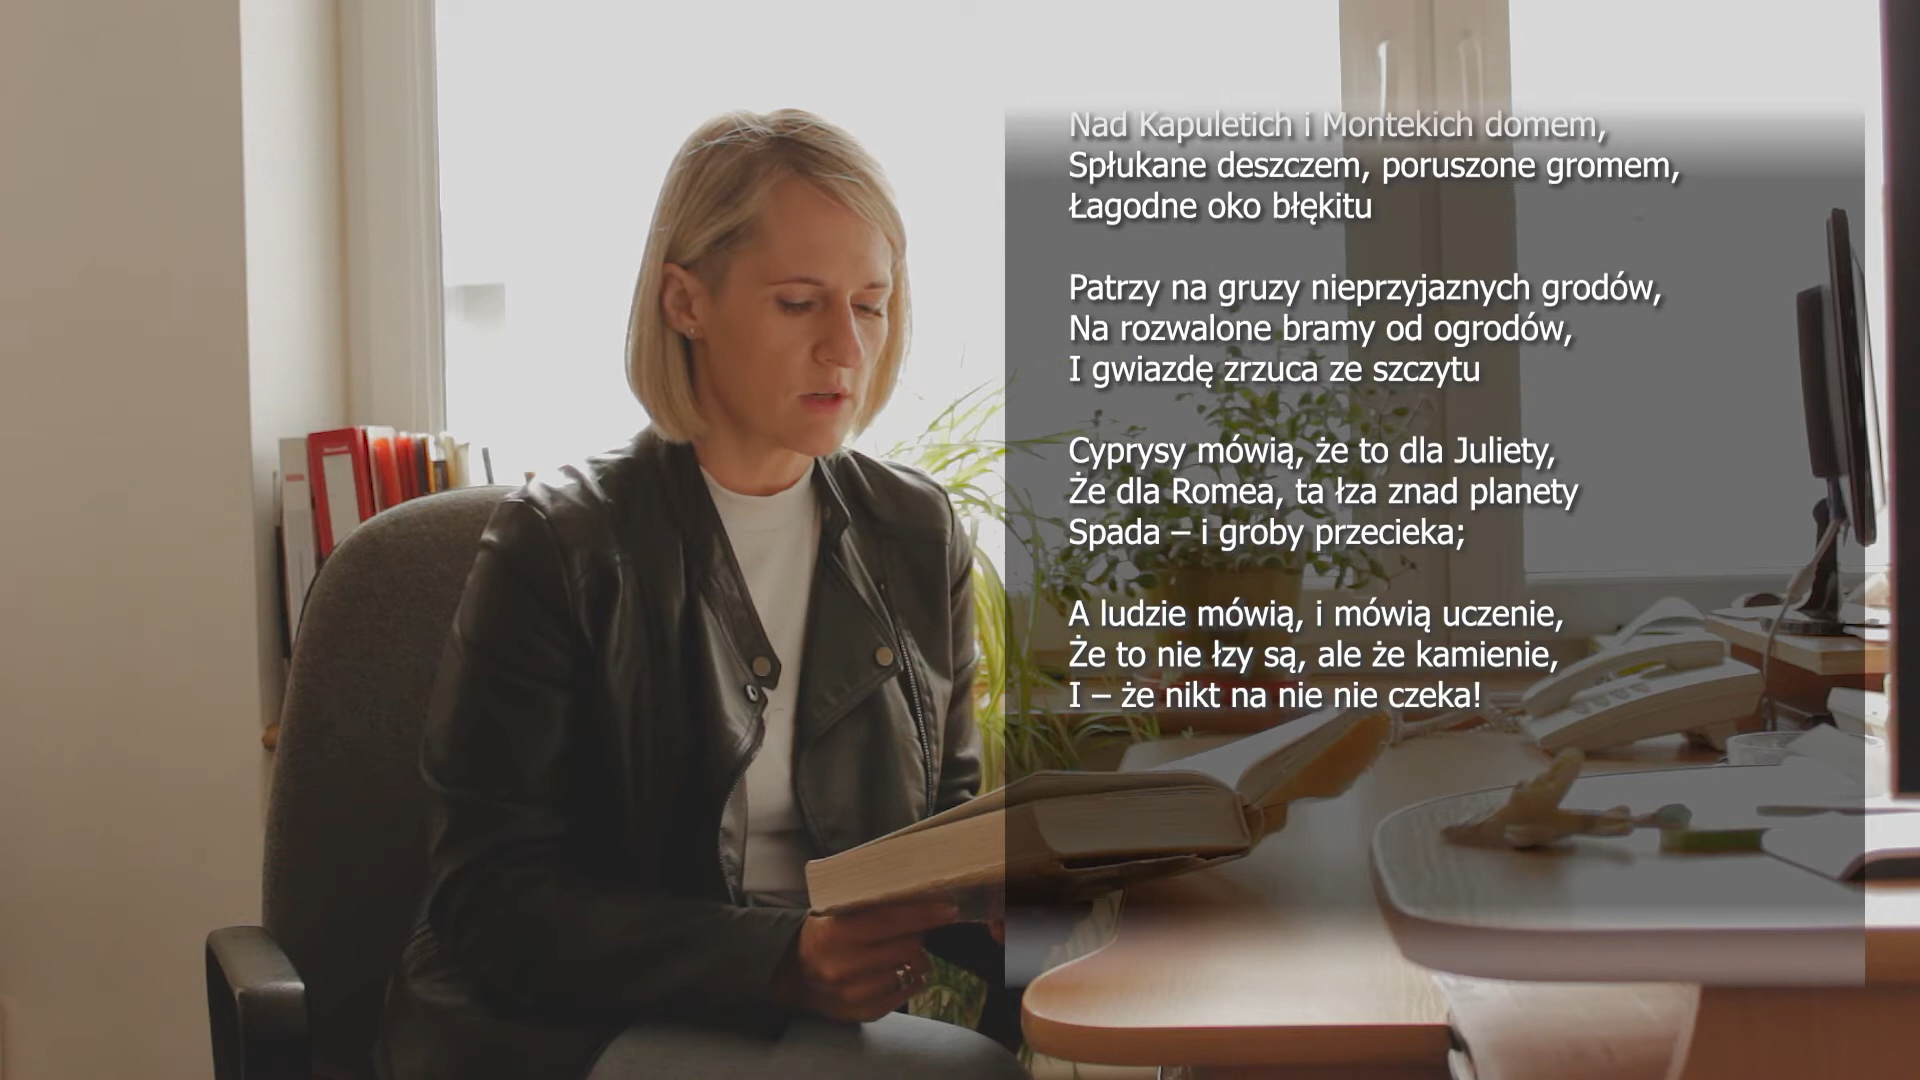 Nad Kapuletich i Montekich domem,
Spłukane deszczem, poruszone gromem,
Łagodne oko błękitu
Patrzy na gruzy nieprzyjaznych grodów,
Na rozwalone bramy od ogrodów,
I gwiazdę zrzuca ze szczytu
Cyprysy mówią, że to dla Juliety,
Że dla Romea, ta łza znad planety
Spada – i groby przecieka;
A ludzie mówią, i mówią uczenie,
Że to nie łzy są, ale że kamienie,
I – że nikt na nie nie czeka!